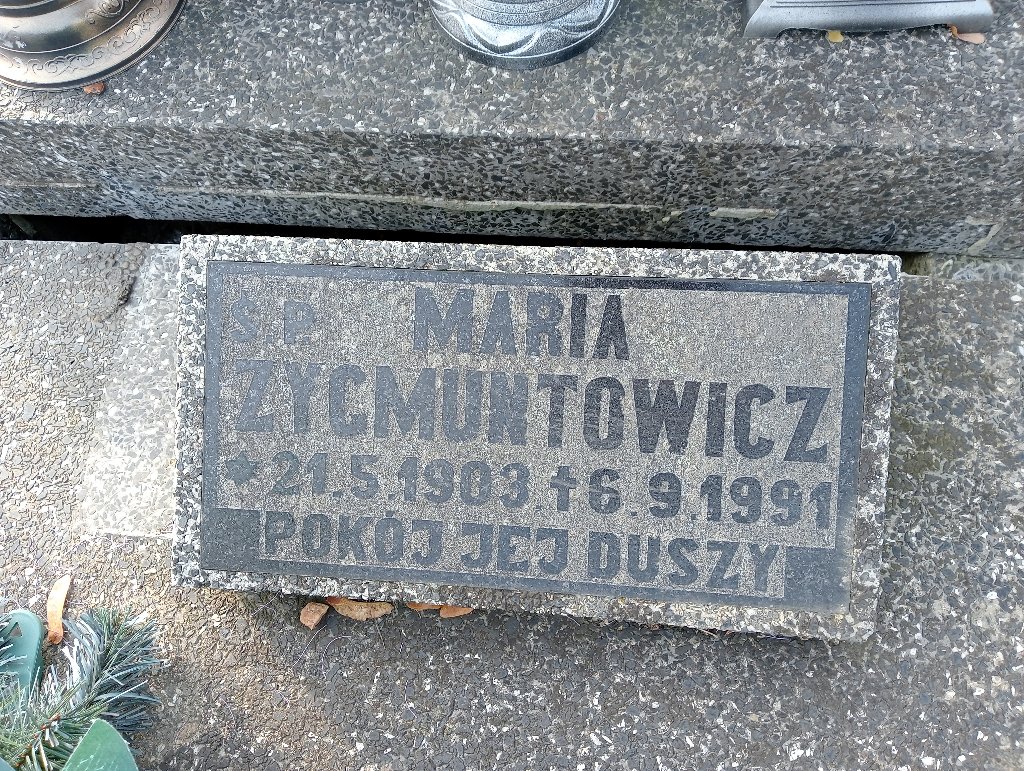 Ś.P. MARIA
ZYGMUNTOWICZ
★21.5.1903.✝6.9.1991
POKÓJ JEJ DUSZY